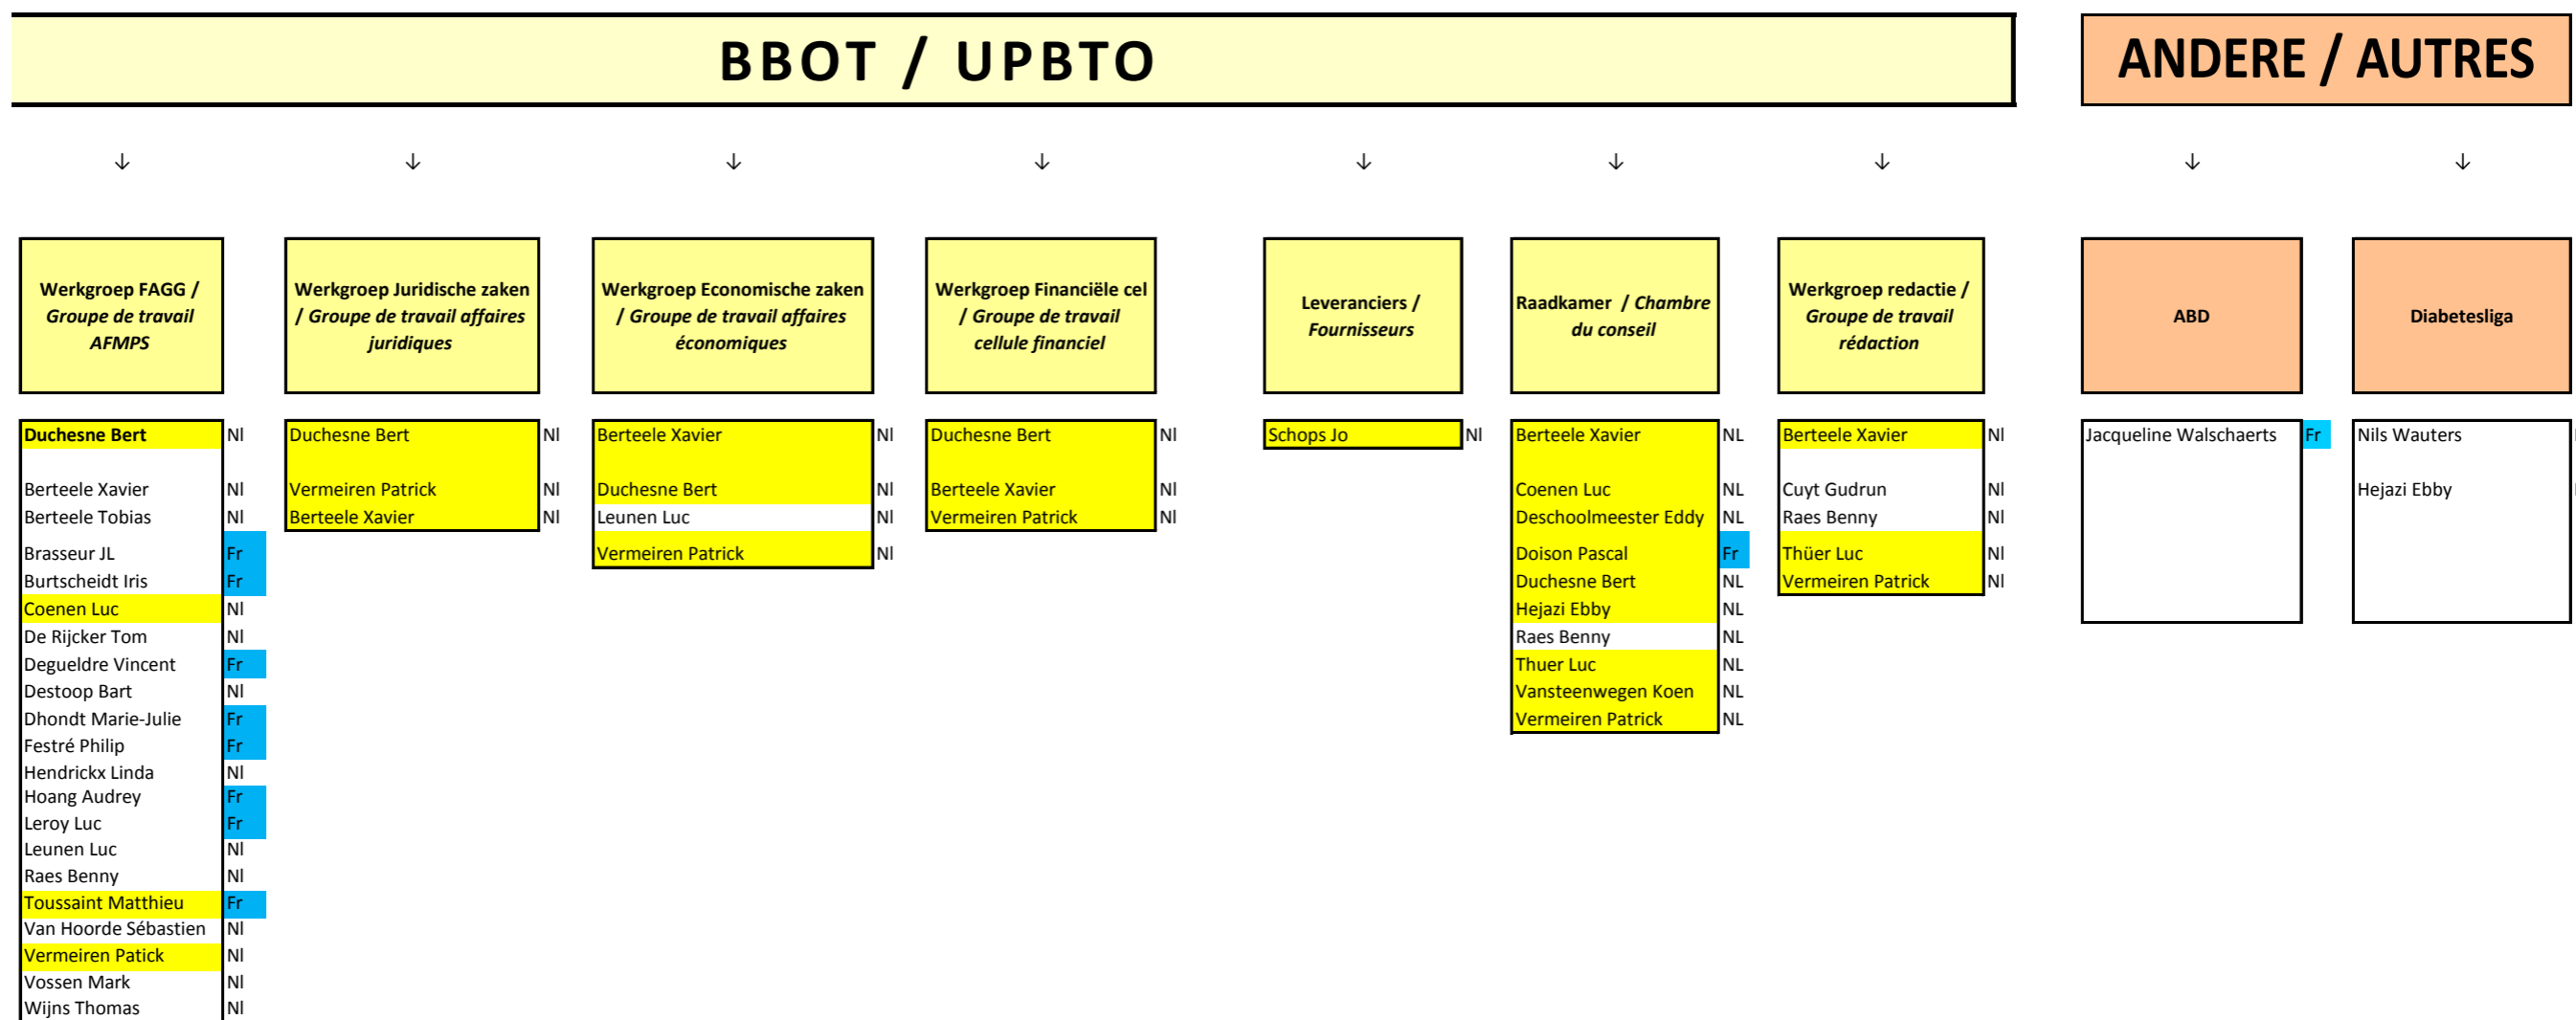 BBOT / UPBTO
ANDERE / AUTRES
↓ ↓ ↓ ↓ ↓ ↓ ↓ ↓ ↓
Werkgroep FAGG /
Groupe de travail
AFMPS
Werkgroep Juridische zaken
/ Groupe de travail affaires
juridiques
Werkgroep Economische zaken
/ Groupe de travail affaires
économiques
Werkgroep Financiële cel
/ Groupe de travail
cellule financiel
Leveranciers /
Fournisseurs
Raadkamer / Chambre
du conseil
Werkgroep redactie /
Groupe de travail
rédaction
ABD
Diabetesliga
Duchesne Bert Nl
Berteele Xavier Nl
Berteele Tobias Nl
Brasseur JL Fr
Burtscheidt Iris Fr
Coenen Luc Nl
De Rijcker Tom Nl
Degueldre Vincent Fr
Destoop Bart Nl
Dhondt Marie-Julie Fr
Festré Philip Fr
Hendrickx Linda Nl
Hoang Audrey Fr
Leroy Luc Fr
Leunen Luc Nl
Raes Benny Nl
Toussaint Matthieu Fr
Van Hoorde Sébastien Nl
Vermeiren Patick Nl
Vossen Mark Nl
Wijns Thomas Nl
Duchesne Bert Nl
Vermeiren Patrick Nl
Berteele Xavier Nl
Berteele Xavier Nl
Duchesne Bert Nl
Leunen Luc Nl
Vermeiren Patrick Nl
Duchesne Bert Nl
Berteele Xavier Nl
Vermeiren Patrick Nl
Schops Jo Nl
Berteele Xavier NL
Coenen Luc NL
Deschoolmeester Eddy NL
Doison Pascal Fr
Duchesne Bert NL
Hejazi Ebby NL
Raes Benny NL
Thuer Luc NL
Vansteenwegen Koen NL
Vermeiren Patrick NL
Berteele Xavier Nl
Cuyt Gudrun Nl
Raes Benny Nl
Thüer Luc Nl
Vermeiren Patrick Nl
Jacqueline Walschaerts Fr
Nils Wauters
Hejazi Ebby